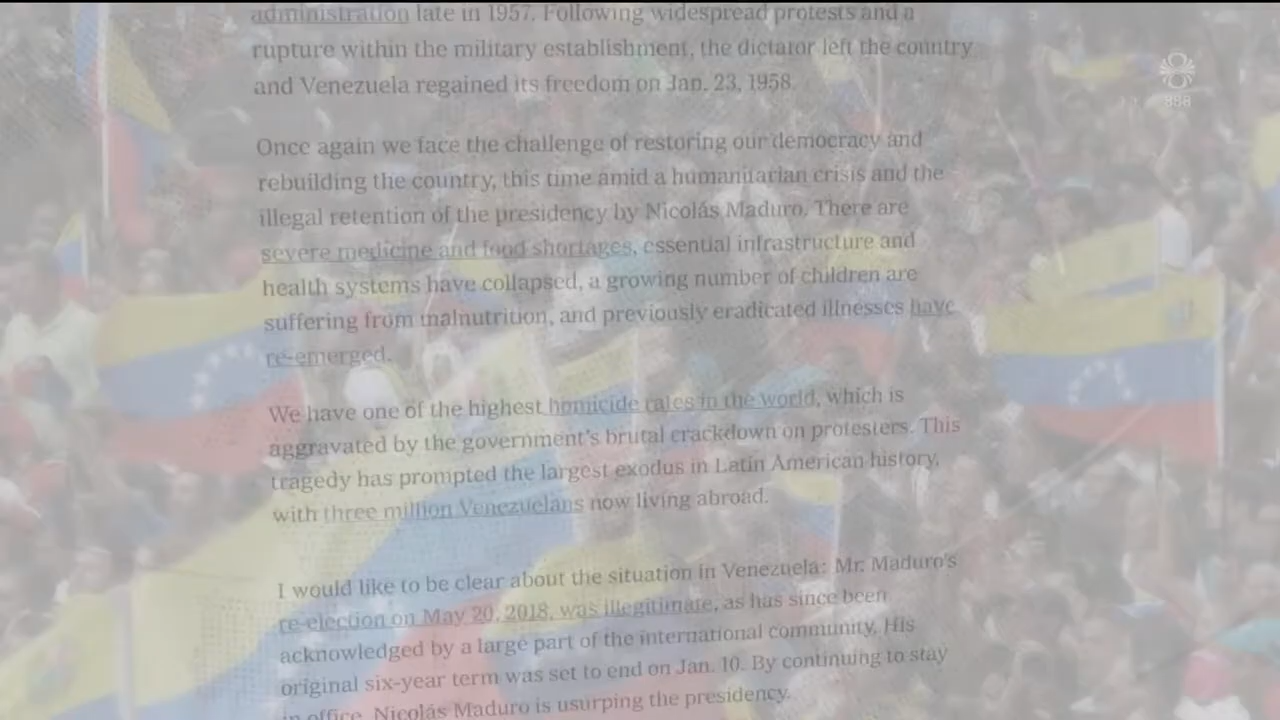 administration late in 1957. Following widespread protests and a
rupture within the military establishment, the dictator left the country
and Venezuela regained its freedom on Jan. 23, 1958.
Once again we face the challenge of restoring our democracy and
rebuilding the country, this time amid a humanitarian crisis and the
illegal retention of the presidency by Nicolás Maduro. There are
severe medicine and food shortages, essential infrastructure and
health systems have collapsed, a growing number of children are
suffering from malnutrition, and previously eradicated illnesses have
re-emerged.
We have one of the highest homicide rates in the world, which is
aggravated by the government's brutal crackdown on protesters. This
tragedy has prompted the largest exodus in Latin American history,
with three million Venezuelans now living abroad.
I would like to be clear about the situation in Venezuela: Mr. Maduro's
re-election on May 20, 2018, was illegitimate, as has since been
acknowledged by a large part of the international community. His
original six-year term was set to end on Jan. 10. By continuing to stay
in office, Nicolás Maduro is usurping the presidency.